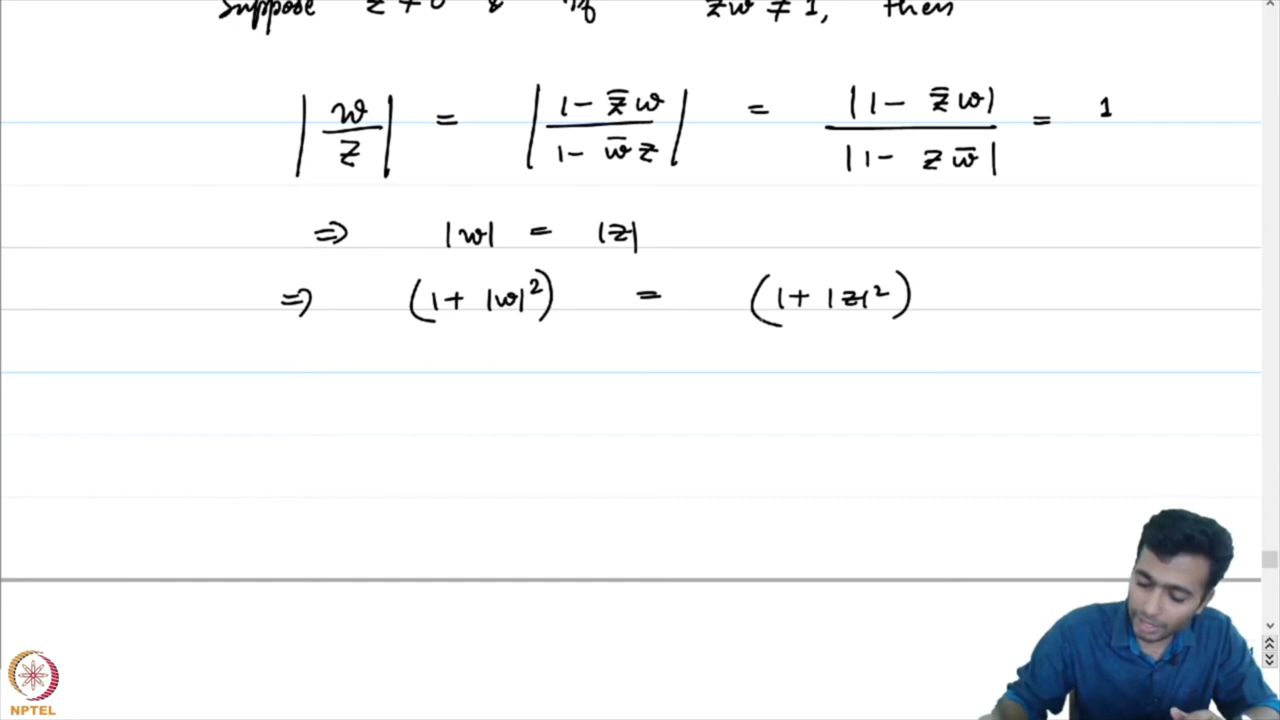 Suppose z ≠ 0 & if z̄w ≠ 1, then
|w/z| = |(1 - z̄w)/(1 - w̄z)| = |1 - z̄w|/|1 - zw̄| = 1
⇒ |w| = |z|
⇒ (1 + |w|²) = (1 + |z|²)
NPTEL